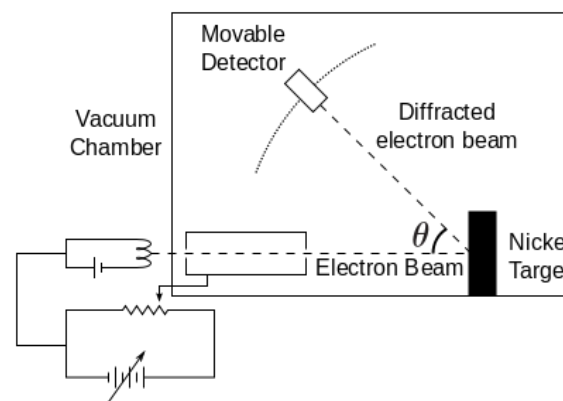 Movable
Detector
Vacuum
Chamber
Diffracted
electron beam
θ
Electron Beam
Nicke
Targe